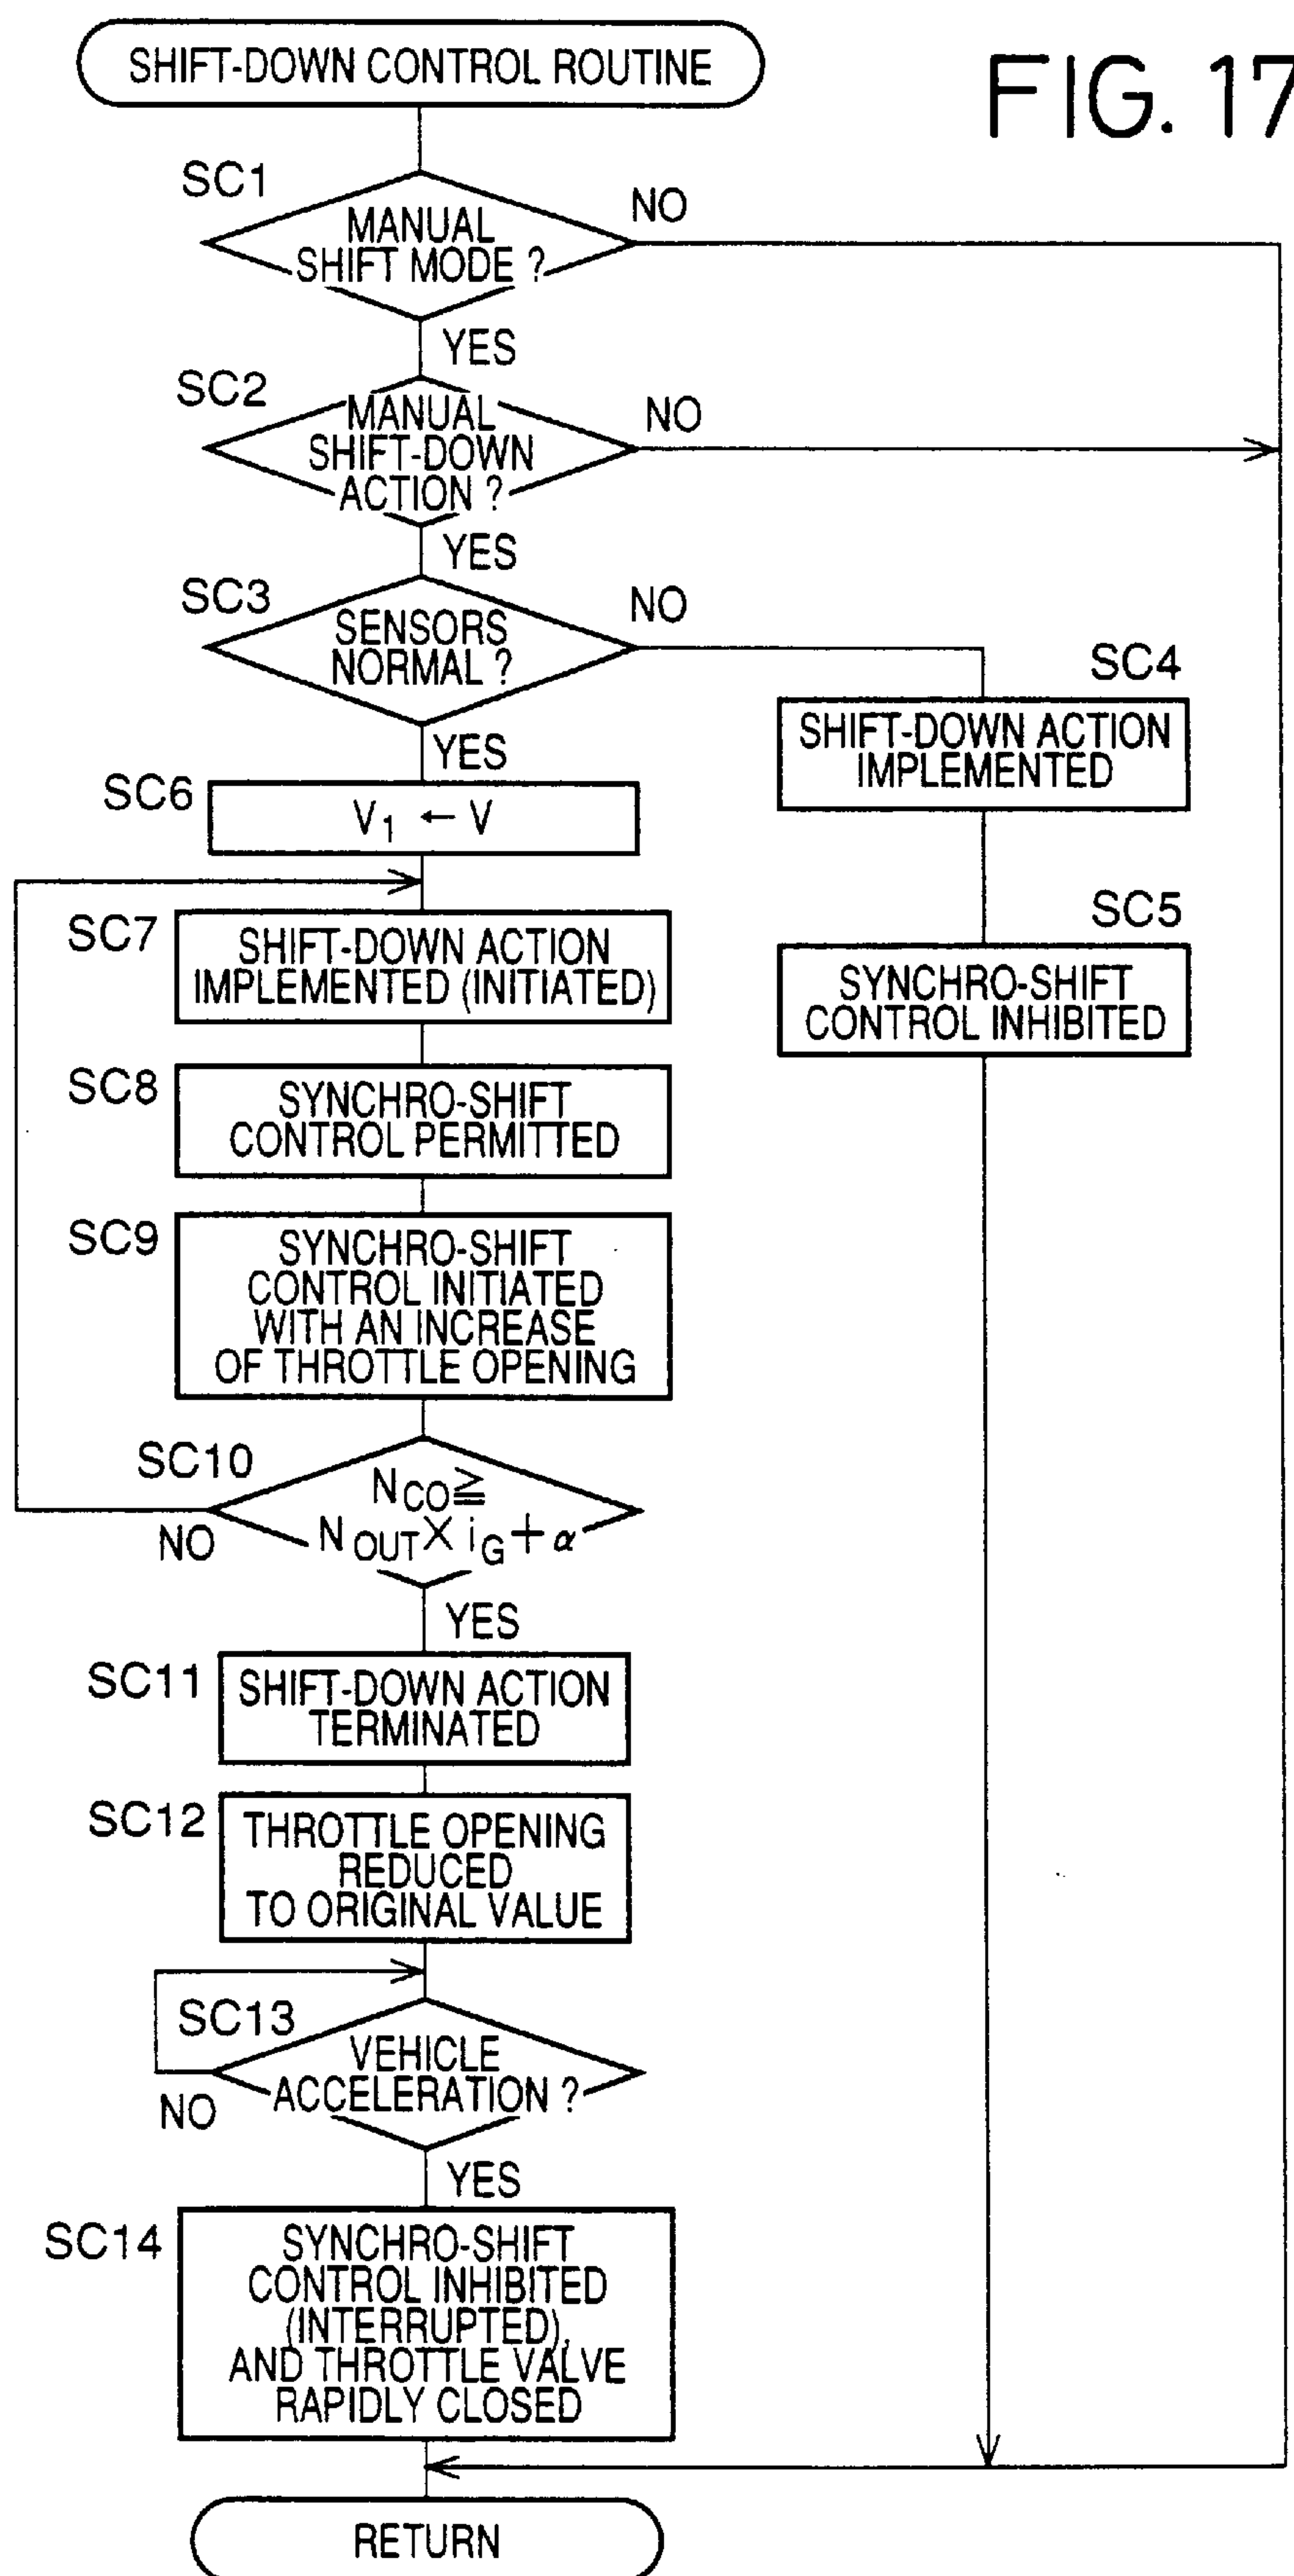 SHIFT-DOWN CONTROL ROUTINE
FIG. 17
SC1
MANUAL
SHIFT MODE ?
NO
YES
SC2
MANUAL
SHIFT-DOWN
ACTION ?
NO
YES
SC3
SENSORS
NORMAL ?
NO
YES
SC4
SHIFT-DOWN ACTION
IMPLEMENTED
SC5
SYNCHRO-SHIFT
CONTROL INHIBITED
SC6
V₁ ← V
SC7
SHIFT-DOWN ACTION
IMPLEMENTED (INITIATED)
SC8
SYNCHRO-SHIFT
CONTROL PERMITTED
SC9
SYNCHRO-SHIFT
CONTROL INITIATED
WITH AN INCREASE
OF THROTTLE OPENING
SC10
N_CO ≧
N_OUT × i_G + α
NO
YES
SC11
SHIFT-DOWN ACTION
TERMINATED
SC12
THROTTLE OPENING
REDUCED
TO ORIGINAL VALUE
SC13
VEHICLE
ACCELERATION ?
NO
YES
SC14
SYNCHRO-SHIFT
CONTROL INHIBITED
(INTERRUPTED),
AND THROTTLE VALVE
RAPIDLY CLOSED
RETURN